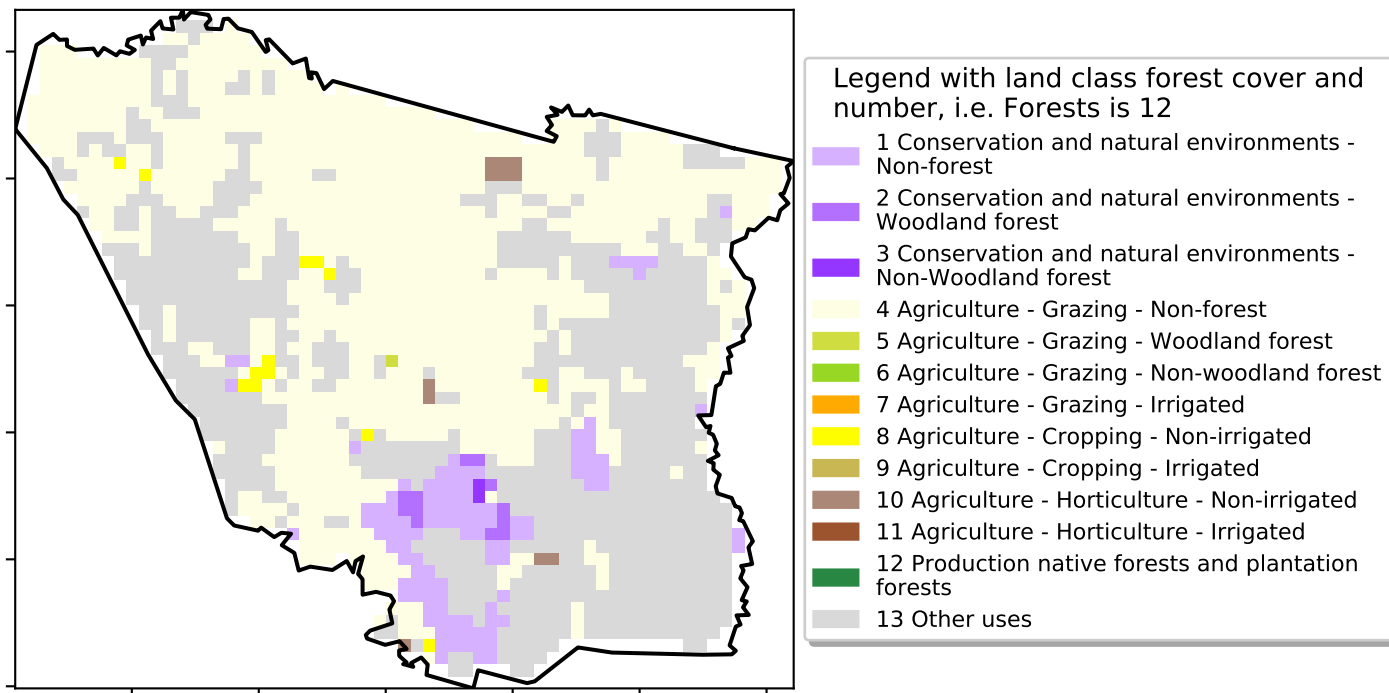 Legend with land class forest cover and
number, i.e. Forests is 12
1 Conservation and natural environments -
Non-forest
2 Conservation and natural environments -
Woodland forest
3 Conservation and natural environments -
Non-Woodland forest
4 Agriculture - Grazing - Non-forest
5 Agriculture - Grazing - Woodland forest
6 Agriculture - Grazing - Non-woodland forest
7 Agriculture - Grazing - Irrigated
8 Agriculture - Cropping - Non-irrigated
9 Agriculture - Cropping - Irrigated
10 Agriculture - Horticulture - Non-irrigated
11 Agriculture - Horticulture - Irrigated
12 Production native forests and plantation
forests
13 Other uses